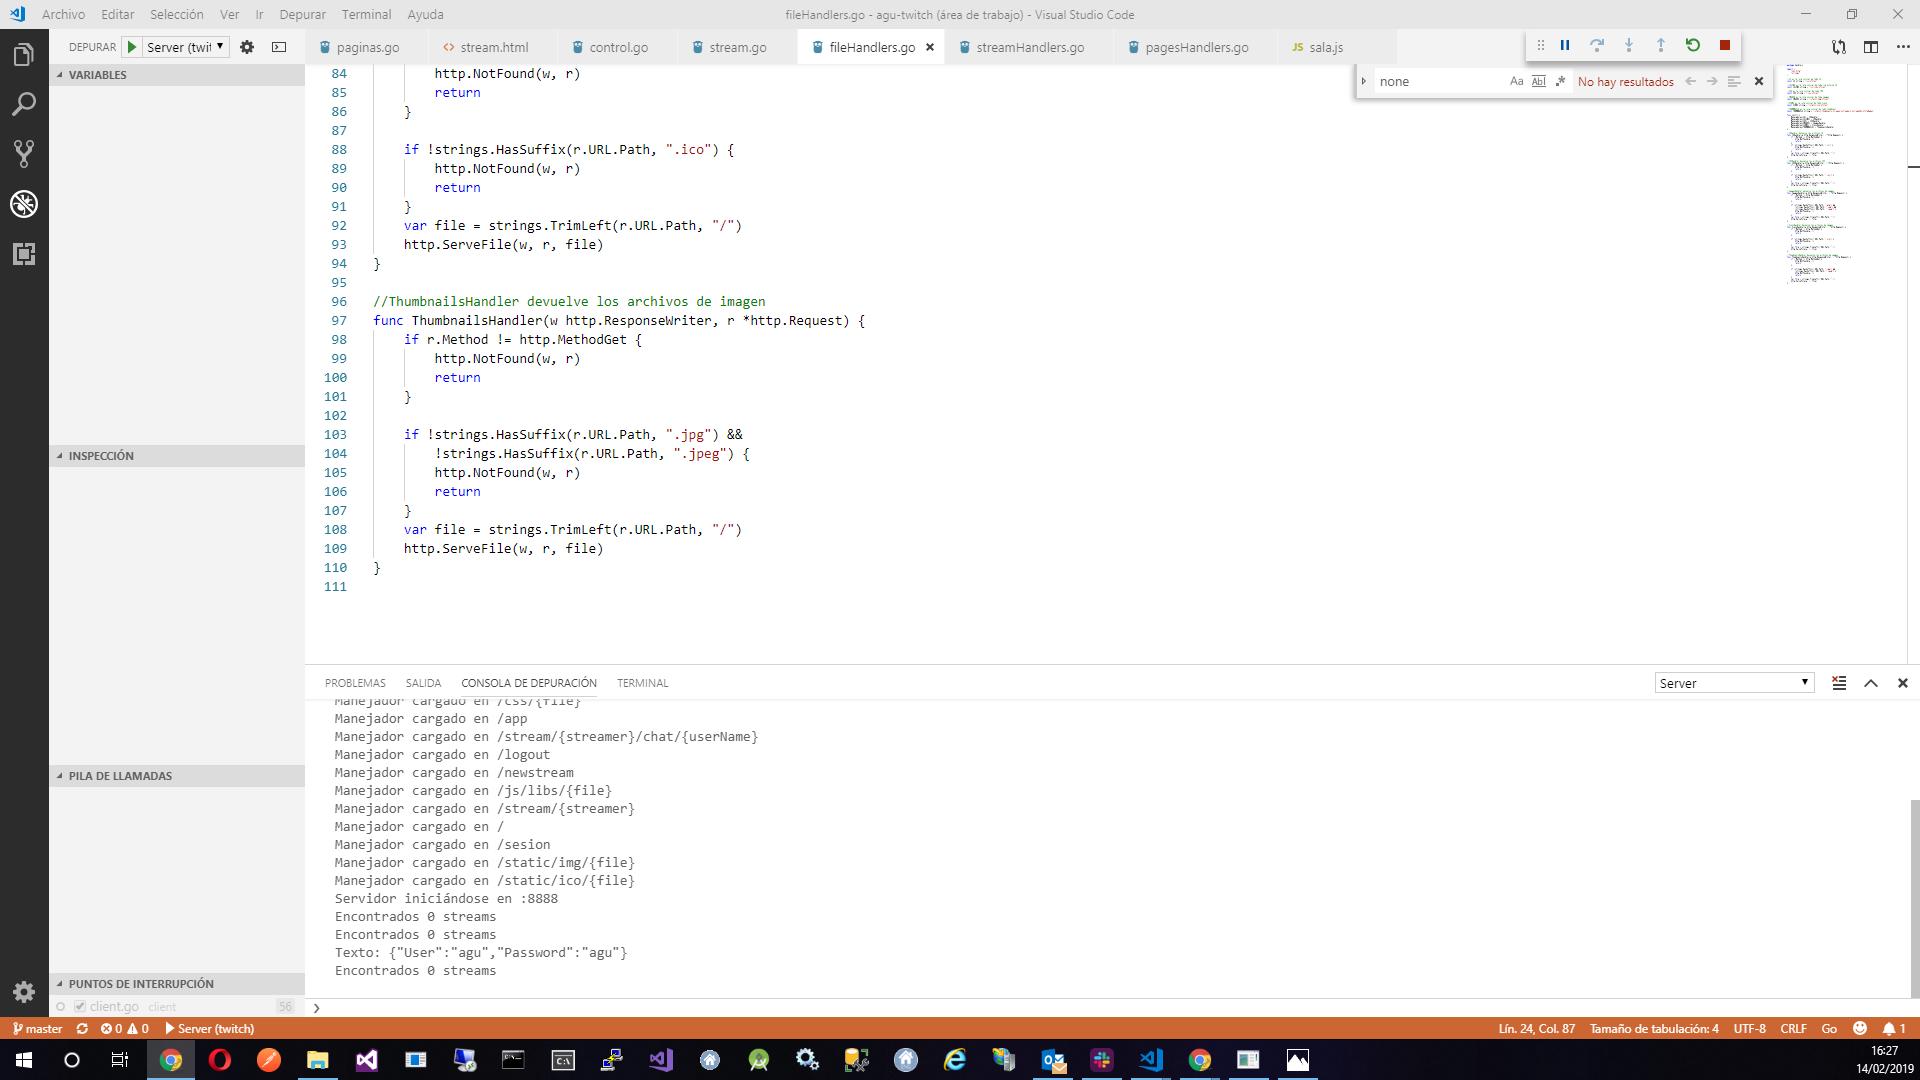 Archivo Editar Selección Ver Ir Depurar Terminal Ayuda
fileHandlers.go - agu-twitch (área de trabajo) - Visual Studio Code
DEPURAR Server (twit
paginas.go stream.html control.go stream.go fileHandlers.go streamHandlers.go pagesHandlers.go JS sala.js
none Aa Abl .* No hay resultados
VARIABLES
INSPECCIÓN
PILA DE LLAMADAS
PUNTOS DE INTERRUPCIÓN
client.go client 56
84 http.NotFound(w, r)
85 return
86 }
87
88 if !strings.HasSuffix(r.URL.Path, ".ico") {
89 http.NotFound(w, r)
90 return
91 }
92 var file = strings.TrimLeft(r.URL.Path, "/")
93 http.ServeFile(w, r, file)
94 }
95
96 //ThumbnailsHandler devuelve los archivos de imagen
97 func ThumbnailsHandler(w http.ResponseWriter, r *http.Request) {
98 if r.Method != http.MethodGet {
99 http.NotFound(w, r)
100 return
101 }
102
103 if !strings.HasSuffix(r.URL.Path, ".jpg") &&
104 !strings.HasSuffix(r.URL.Path, ".jpeg") {
105 http.NotFound(w, r)
106 return
107 }
108 var file = strings.TrimLeft(r.URL.Path, "/")
109 http.ServeFile(w, r, file)
110 }
111
PROBLEMAS SALIDA CONSOLA DE DEPURACIÓN TERMINAL
Server
Manejador cargado en /css/{file}
Manejador cargado en /app
Manejador cargado en /stream/{streamer}/chat/{userName}
Manejador cargado en /logout
Manejador cargado en /newstream
Manejador cargado en /js/libs/{file}
Manejador cargado en /stream/{streamer}
Manejador cargado en /
Manejador cargado en /sesion
Manejador cargado en /static/img/{file}
Manejador cargado en /static/ico/{file}
Servidor iniciándose en :8888
Encontrados 0 streams
Encontrados 0 streams
Texto: {"User":"agu","Password":"agu"}
Encontrados 0 streams
master 0 0 Server (twitch)
Lín. 24, Col. 87 Tamaño de tabulación: 4 UTF-8 CRLF Go 1
16:27
14/02/2019